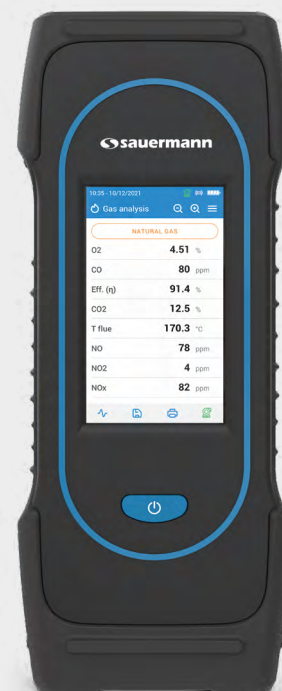 sauermann
10:35 - 10/12/2021
Gas analysis
NATURAL GAS
O2 4.51 %
CO 80 ppm
Eff. (η) 91.4 %
CO2 12.5 %
T flue 170.3 °C
NO 78 ppm
NO2 4 ppm
NOx 82 ppm